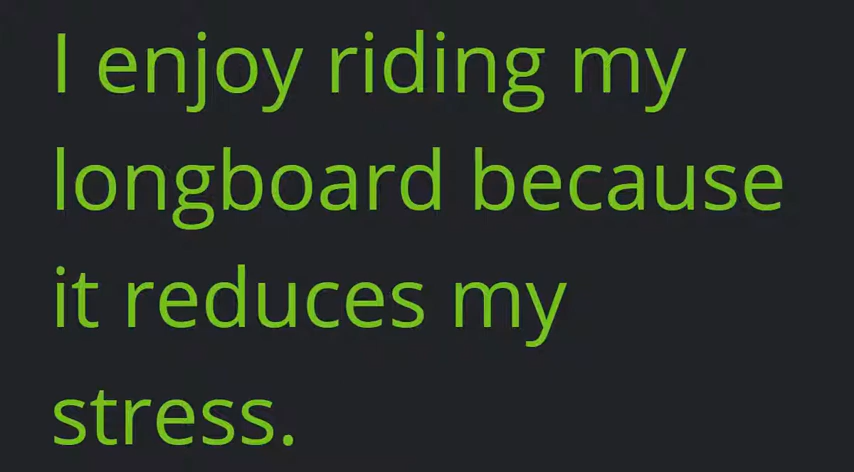 I enjoy riding my
longboard because
it reduces my
stress.